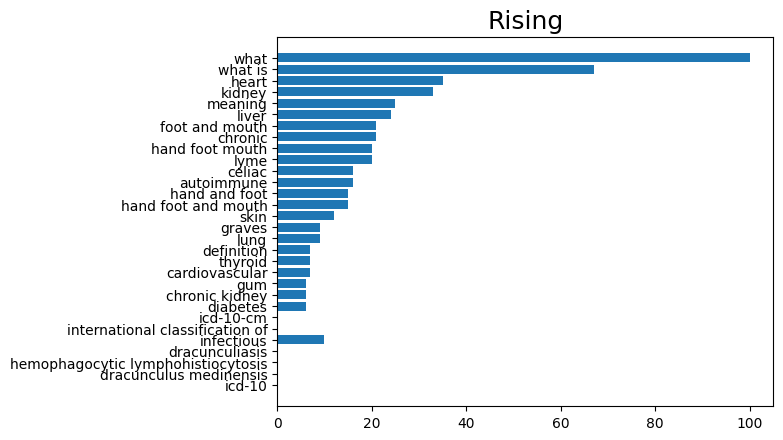 Rising
what
what is
heart
kidney
meaning
liver
foot and mouth
chronic
hand foot mouth
lyme
celiac
autoimmune
hand and foot
hand foot and mouth
skin
graves
lung
definition
thyroid
cardiovascular
gum
chronic kidney
diabetes
icd-10-cm
international classification of
infectious
dracunculiasis
hemophagocytic lymphohistiocytosis
dracunculus medinensis
icd-10
0 20 40 60 80 100